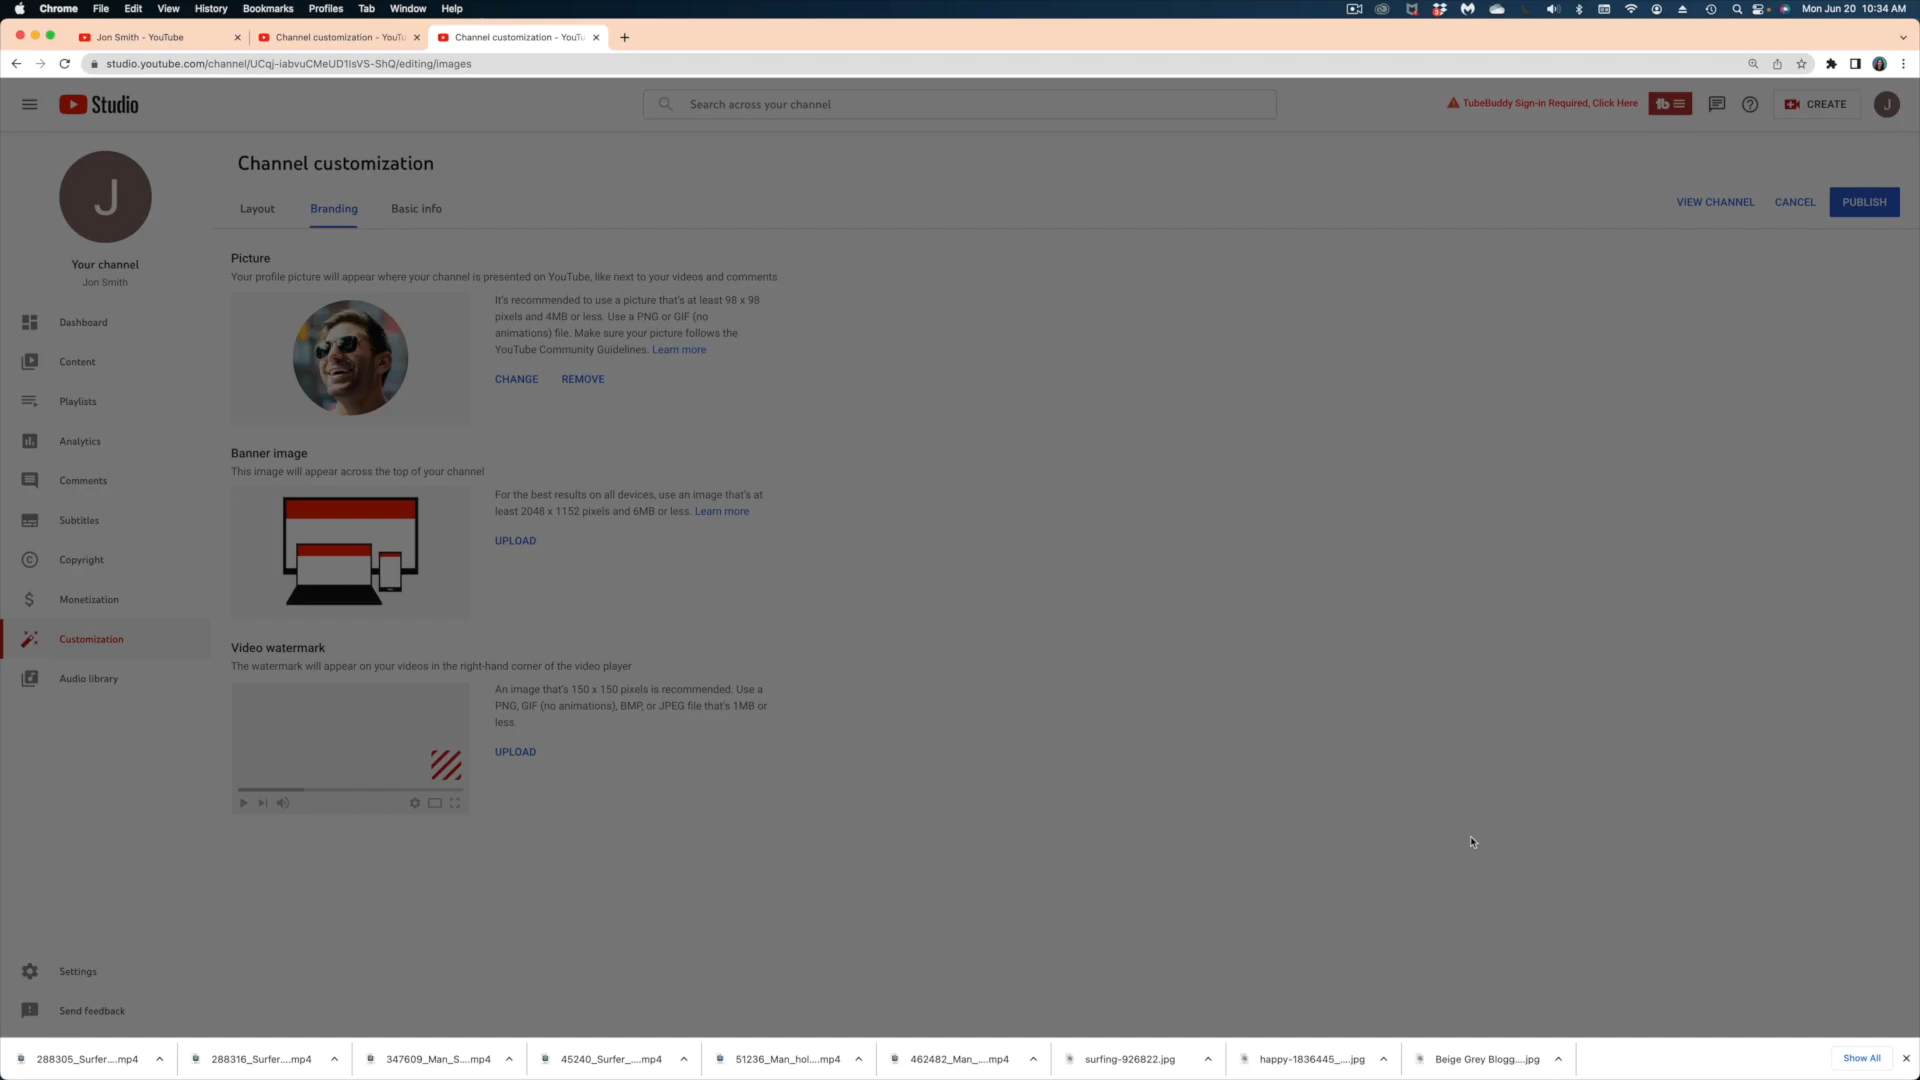 Chrome File Edit View History Bookmarks Profiles Tab Window Help
Mon Jun 20 10:34 AM
Jon Smith - YouTube
Channel customization - YouTu
Channel customization - YouTu
studio.youtube.com/channel/UCqj-iabvuCMeUD1IsVS-ShQ/editing/images
Studio
Search across your channel
TubeBuddy Sign-in Required, Click Here
tb
CREATE
J
J
Your channel
Jon Smith
Dashboard
Content
Playlists
Analytics
Comments
Subtitles
Copyright
Monetization
Customization
Audio library
Settings
Send feedback
Channel customization
Layout
Branding
Basic info
VIEW CHANNEL
CANCEL
PUBLISH
Picture
Your profile picture will appear where your channel is presented on YouTube, like next to your videos and comments
It's recommended to use a picture that's at least 98 x 98
pixels and 4MB or less. Use a PNG or GIF (no
animations) file. Make sure your picture follows the
YouTube Community Guidelines. Learn more
CHANGE
REMOVE
Banner image
This image will appear across the top of your channel
For the best results on all devices, use an image that's at
least 2048 x 1152 pixels and 6MB or less. Learn more
UPLOAD
Video watermark
The watermark will appear on your videos in the right-hand corner of the video player
An image that's 150 x 150 pixels is recommended. Use a
PNG, GIF (no animations), BMP, or JPEG file that's 1MB or
less.
UPLOAD
288305_Surfer....mp4
288316_Surfer....mp4
347609_Man_S....mp4
45240_Surfer_....mp4
51236_Man_hol....mp4
462482_Man_....mp4
surfing-926822.jpg
happy-1836445_....jpg
Beige Grey Blogg....jpg
Show All